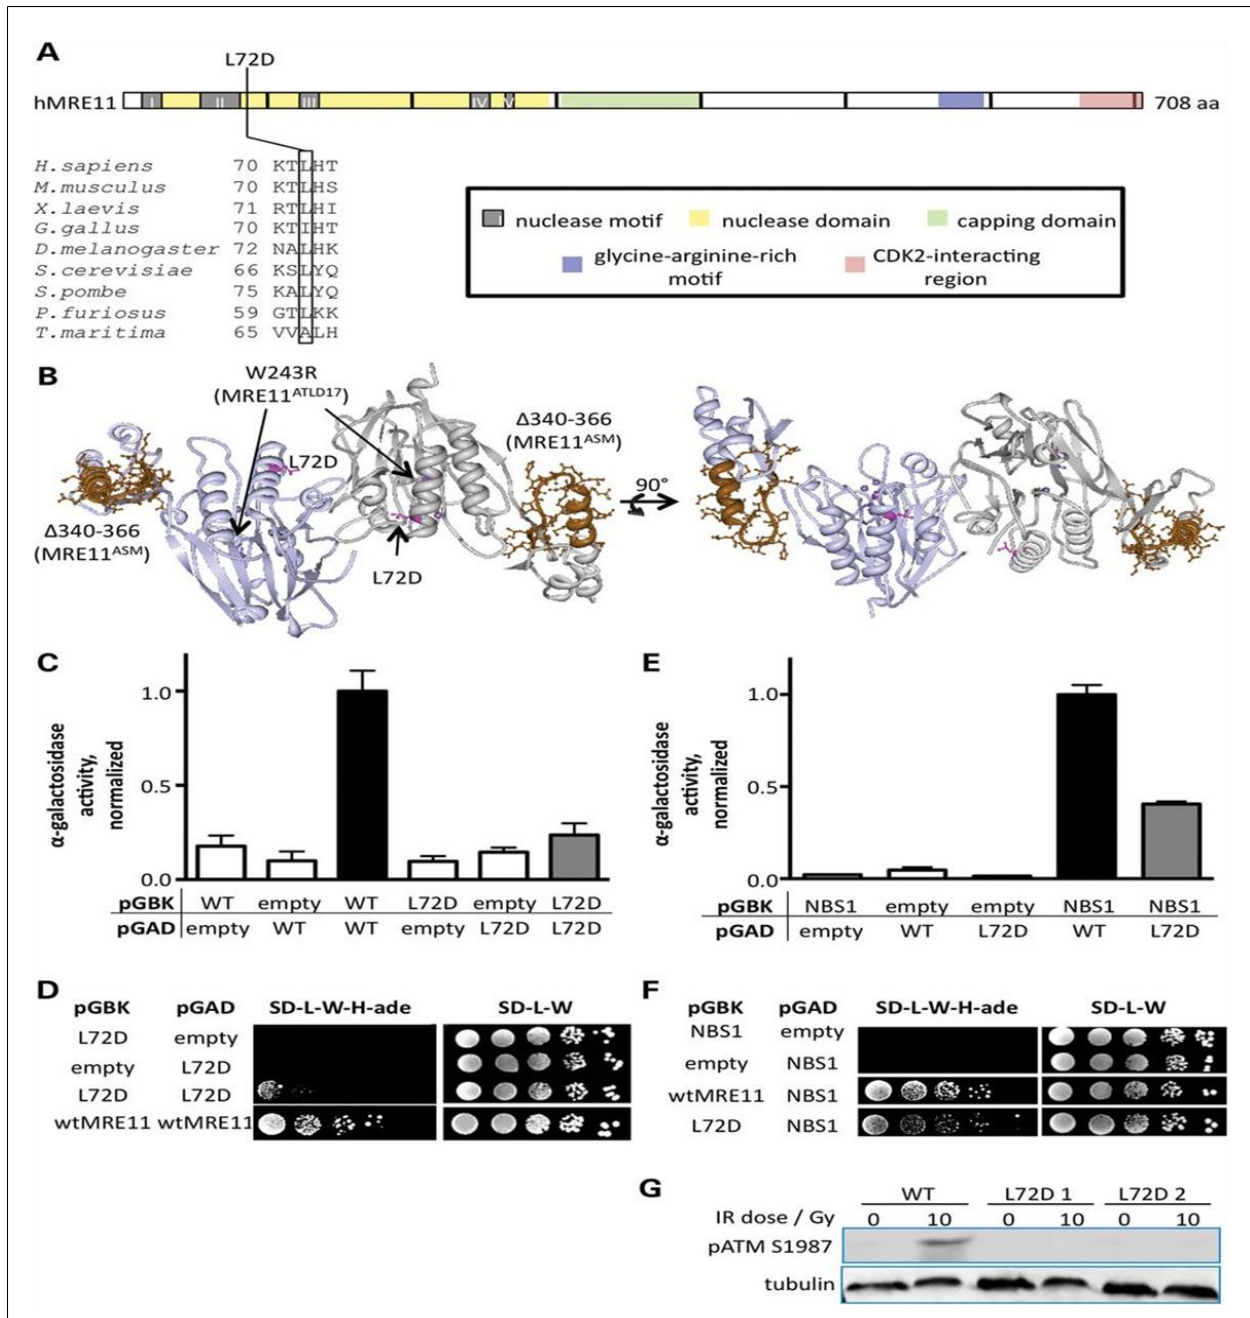 A
L72D
hMRE11 I II III IV V 708 aa
H.sapiens 70 KTLHT
M.musculus 70 KTLHS
X.laevis 71 RTLHI
G.gallus 70 KTIHT
D.melanogaster 72 NALHK
S.cerevisiae 66 KSLYQ
S.pombe 75 KALYQ
P.furiosus 59 GTLKK
T.maritima 65 VVALH
I nuclease motif nuclease domain capping domain
glycine-arginine-rich motif CDK2-interacting region
B
W243R
(MRE11ATLD17)
Δ340-366
(MRE11ASM)
L72D
Δ340-366
(MRE11ASM)
L72D
90°
C
α-galactosidase activity, normalized
1.0
0.5
0.0
pGBK WT empty WT L72D empty L72D
pGAD empty WT WT empty L72D L72D
E
α-galactosidase activity, normalized
1.0
0.5
0.0
pGBK NBS1 empty empty NBS1 NBS1
pGAD empty WT L72D WT L72D
D
pGBK pGAD SD-L-W-H-ade SD-L-W
L72D empty
empty L72D
L72D L72D
wtMRE11 wtMRE11
F
pGBK pGAD SD-L-W-H-ade SD-L-W
NBS1 empty
empty NBS1
wtMRE11 NBS1
L72D NBS1
G
WT L72D 1 L72D 2
IR dose / Gy 0 10 0 10 0 10
pATM S1987
tubulin